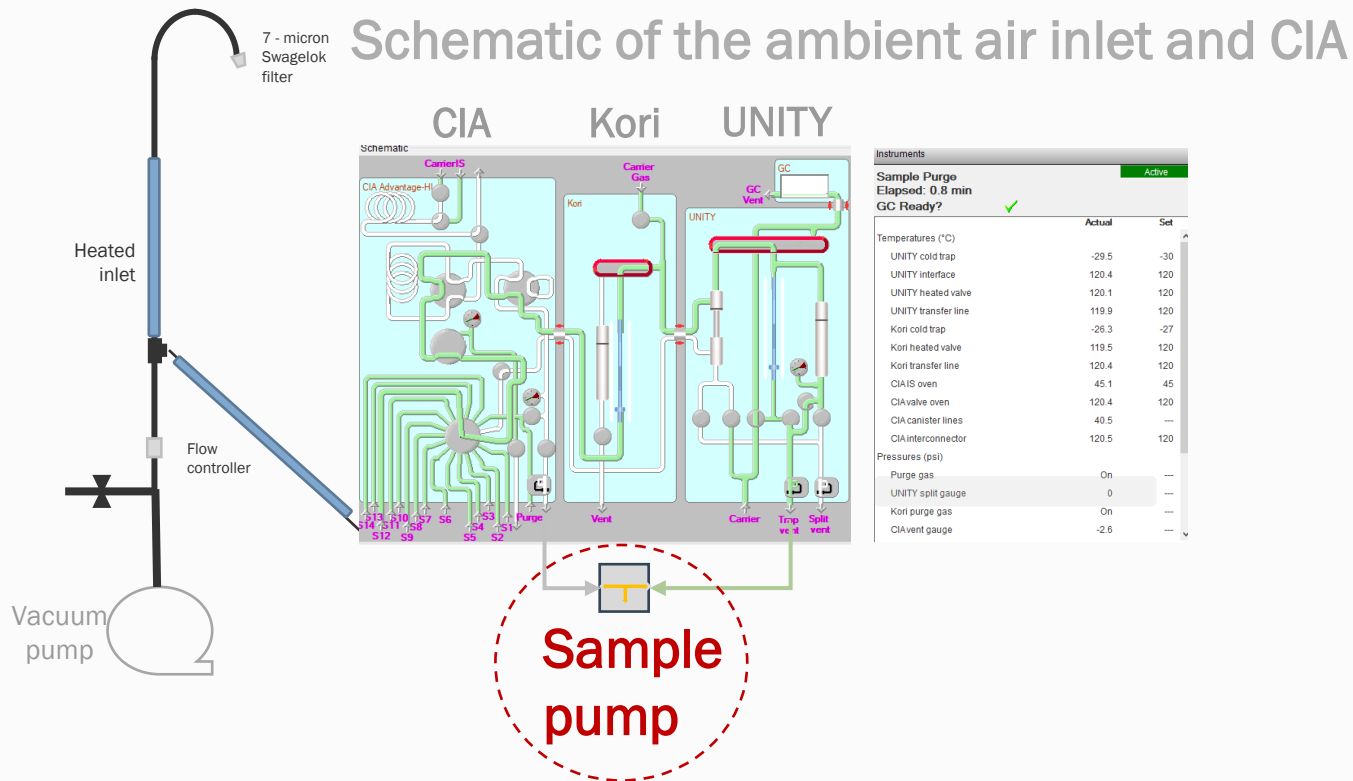 Schematic of the ambient air inlet and CIA
7 - micron
Swagelok
filter
CIA
Kori
UNITY
Heated
inlet
Flow
controller
Vacuum
pump
Schematic
CarrierIS
CIA Advantage-HL
Carrier
Gas
Kori
GC
GC
Vent
UNITY
S14
S13
S12
S11
S10
S9
S8
S7
S6
S5
S4
S3
S2
S1
Purge
Vent
Carrier
Trap
vent
Split
vent
Sample
pump
Instruments
Sample Purge
Active
Elapsed: 0.8 min
GC Ready?
Actual Set
Temperatures (°C)
UNITY cold trap -29.5 -30
UNITY interface 120.4 120
UNITY heated valve 120.1 120
UNITY transfer line 119.9 120
Kori cold trap -26.3 -27
Kori heated valve 119.5 120
Kori transfer line 120.4 120
CIA IS oven 45.1 45
CIA valve oven 120.4 120
CIA canister lines 40.5 ---
CIA interconnector 120.5 120
Pressures (psi)
Purge gas On ---
UNITY split gauge 0 ---
Kori purge gas On ---
CIA vent gauge -2.6 ---